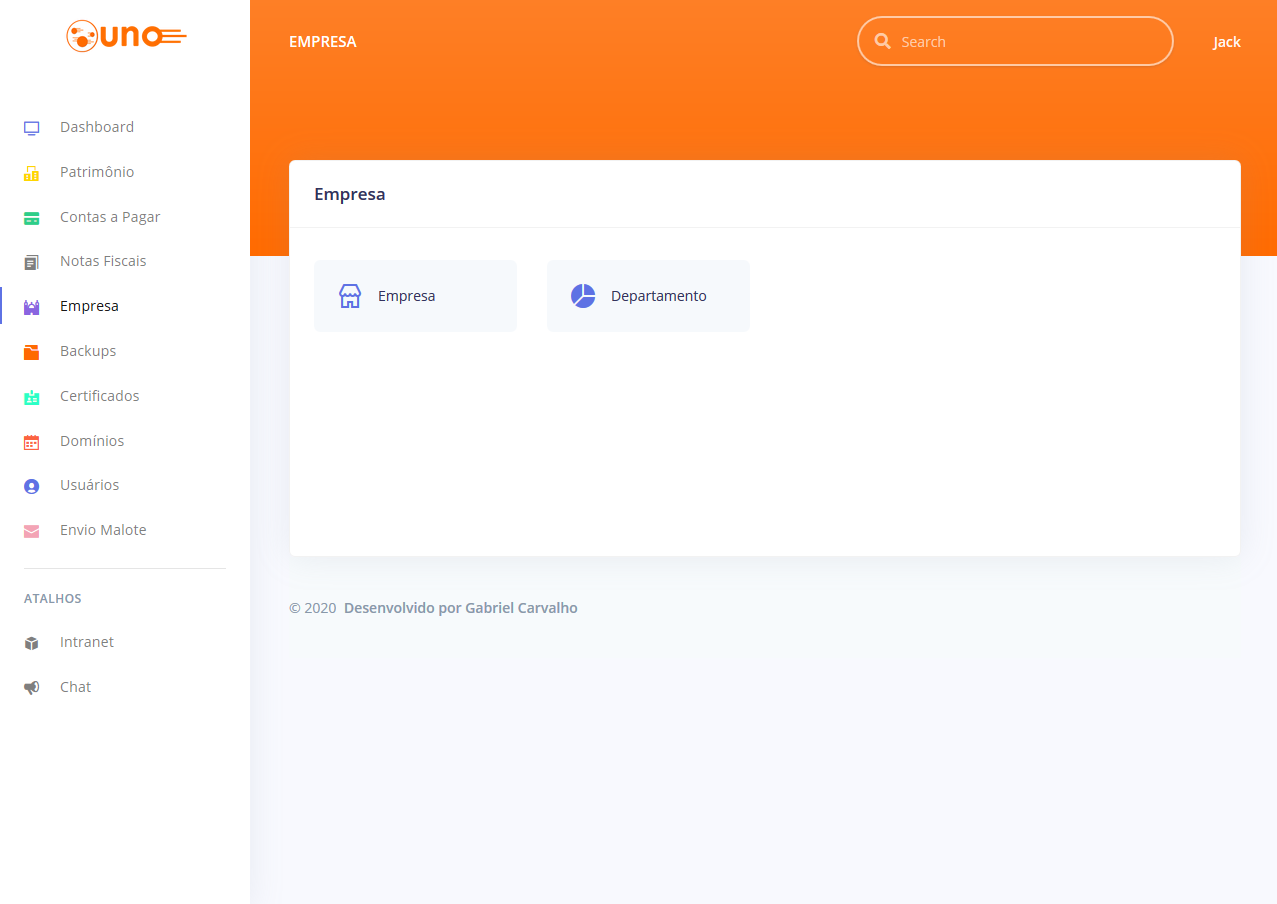 uno
EMPRESA
Search
Jack
Dashboard
Patrimônio
Contas a Pagar
Notas Fiscais
Empresa
Backups
Certificados
Domínios
Usuários
Envio Malote
ATALHOS
Intranet
Chat
Empresa
Empresa
Departamento
© 2020 Desenvolvido por Gabriel Carvalho